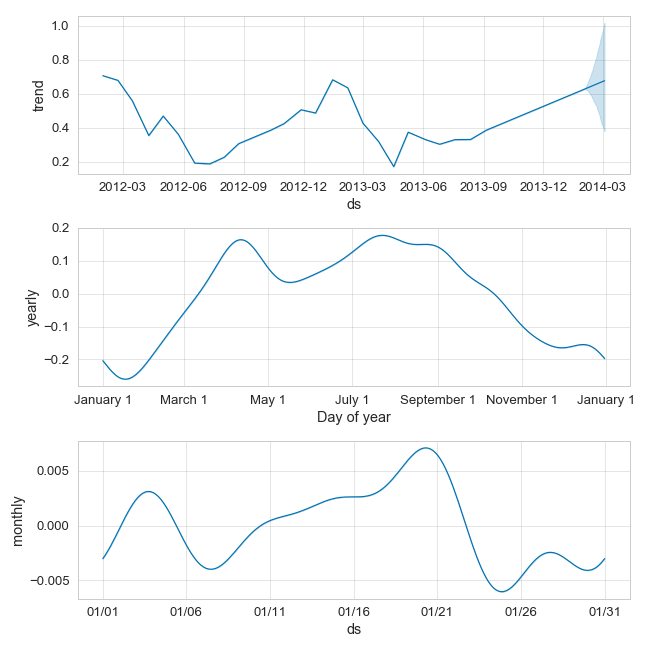 trend
1.0
0.8
0.6
0.4
0.2
2012-03 2012-06 2012-09 2012-12 2013-03 2013-06 2013-09 2013-12 2014-03
ds
yearly
0.2
0.1
0.0
−0.1
−0.2
January 1 March 1 May 1 July 1 September 1 November 1 January 1
Day of year
monthly
0.005
0.000
−0.005
01/01 01/06 01/11 01/16 01/21 01/26 01/31
ds